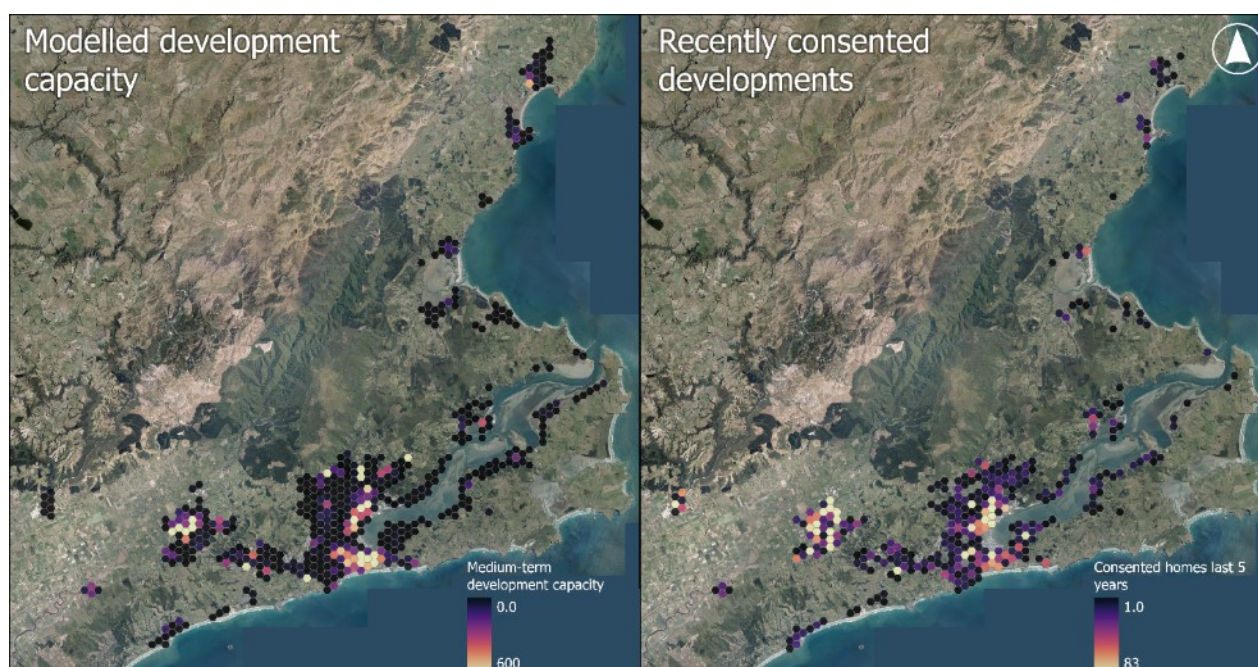 Modelled development
capacity
Medium-term
development capacity
0.0
600
Recently consented
developments
Consented homes last 5
years
1.0
83